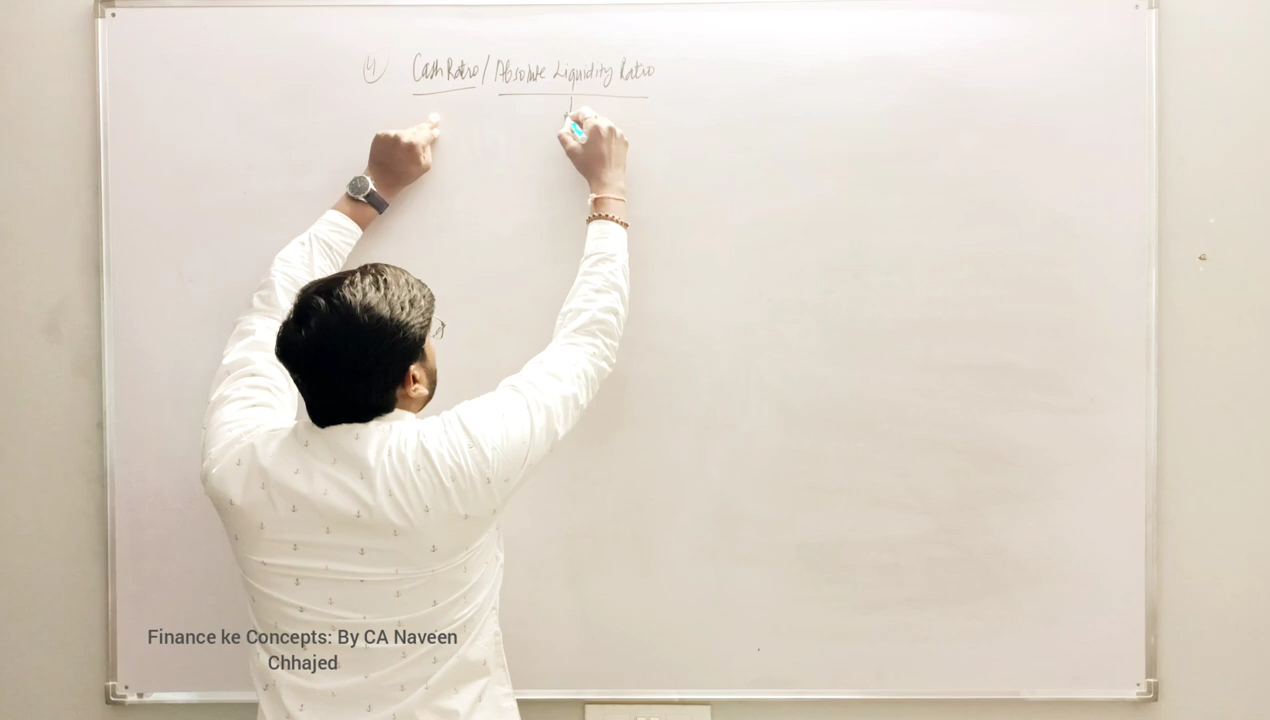 4 Cash Ratio / Absolute Liquidity Ratio
Finance ke Concepts: By CA Naveen
Chhajed